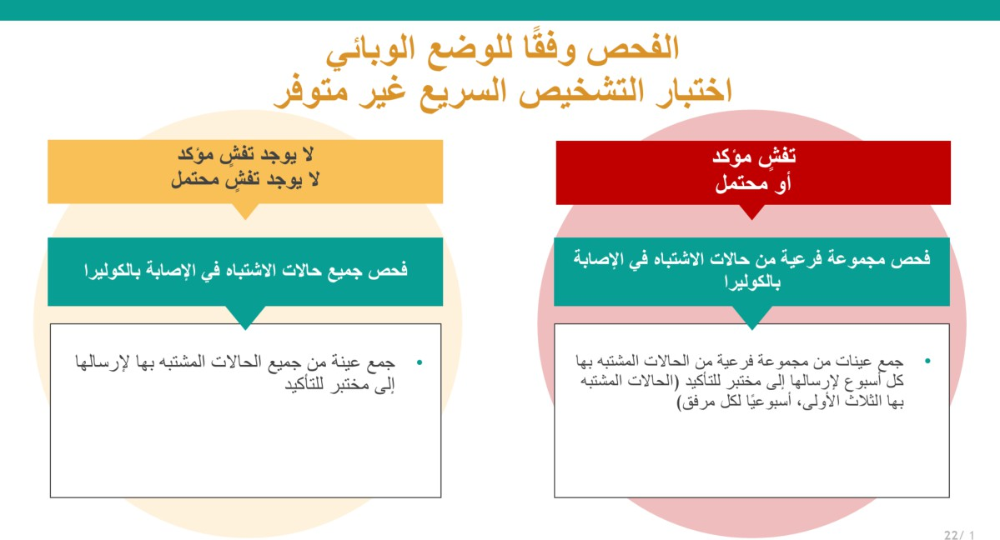 الفحص وفقًا للوضع الوبائي
اختبار التشخيص السريع غير متوفر
تفشٍ مؤكد
أو محتمل
فحص مجموعة فرعية من حالات الاشتباه في الإصابة
بالكوليرا
• جمع عينات من مجموعة فرعية من الحالات المشتبه بها
كل أسبوع لإرسالها إلى مختبر للتأكيد (الحالات المشتبه
بها الثلاث الأولى، أسبوعيًا لكل مرفق)
لا يوجد تفشٍ مؤكد
لا يوجد تفشٍ محتمل
فحص جميع حالات الاشتباه في الإصابة بالكوليرا
• جمع عينة من جميع الحالات المشتبه بها لإرسالها
إلى مختبر للتأكيد
22/ 1